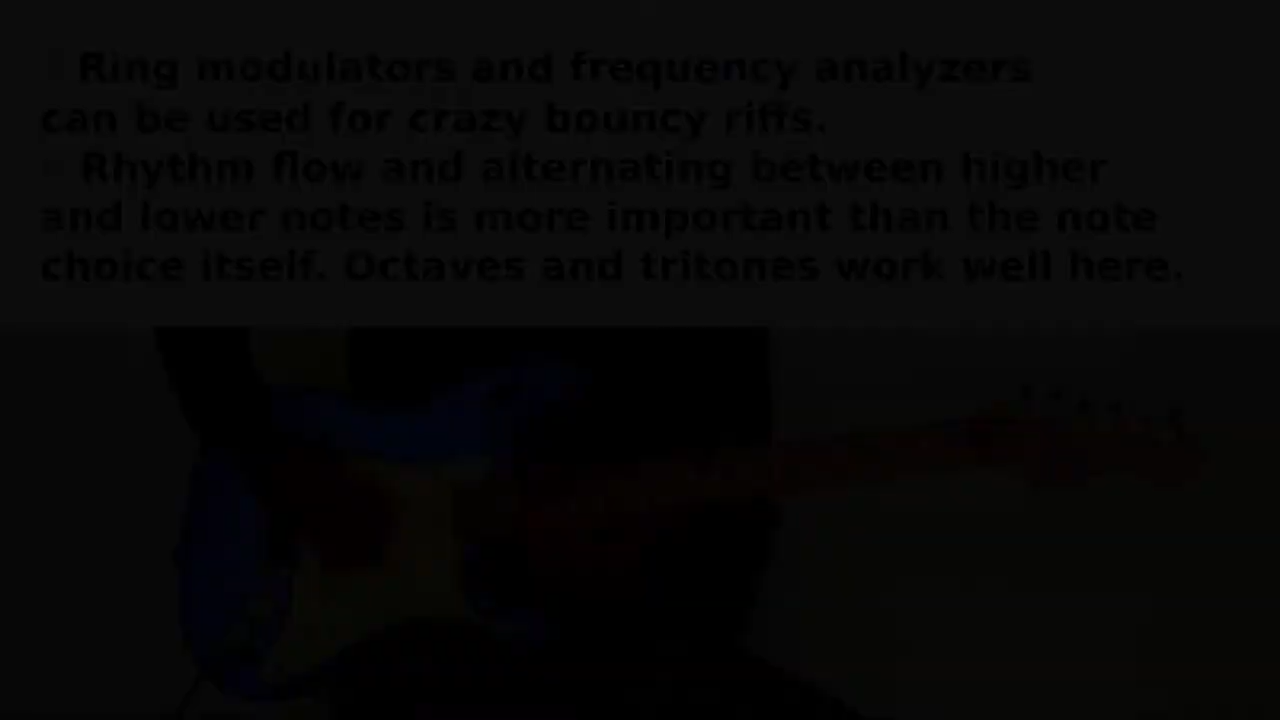 Ring modulators and frequency analyzers
can be used for crazy bouncy riffs.
Rhythm flow and alternating between higher
and lower notes is more important than the note
choice itself. Octaves and tritones work well here.